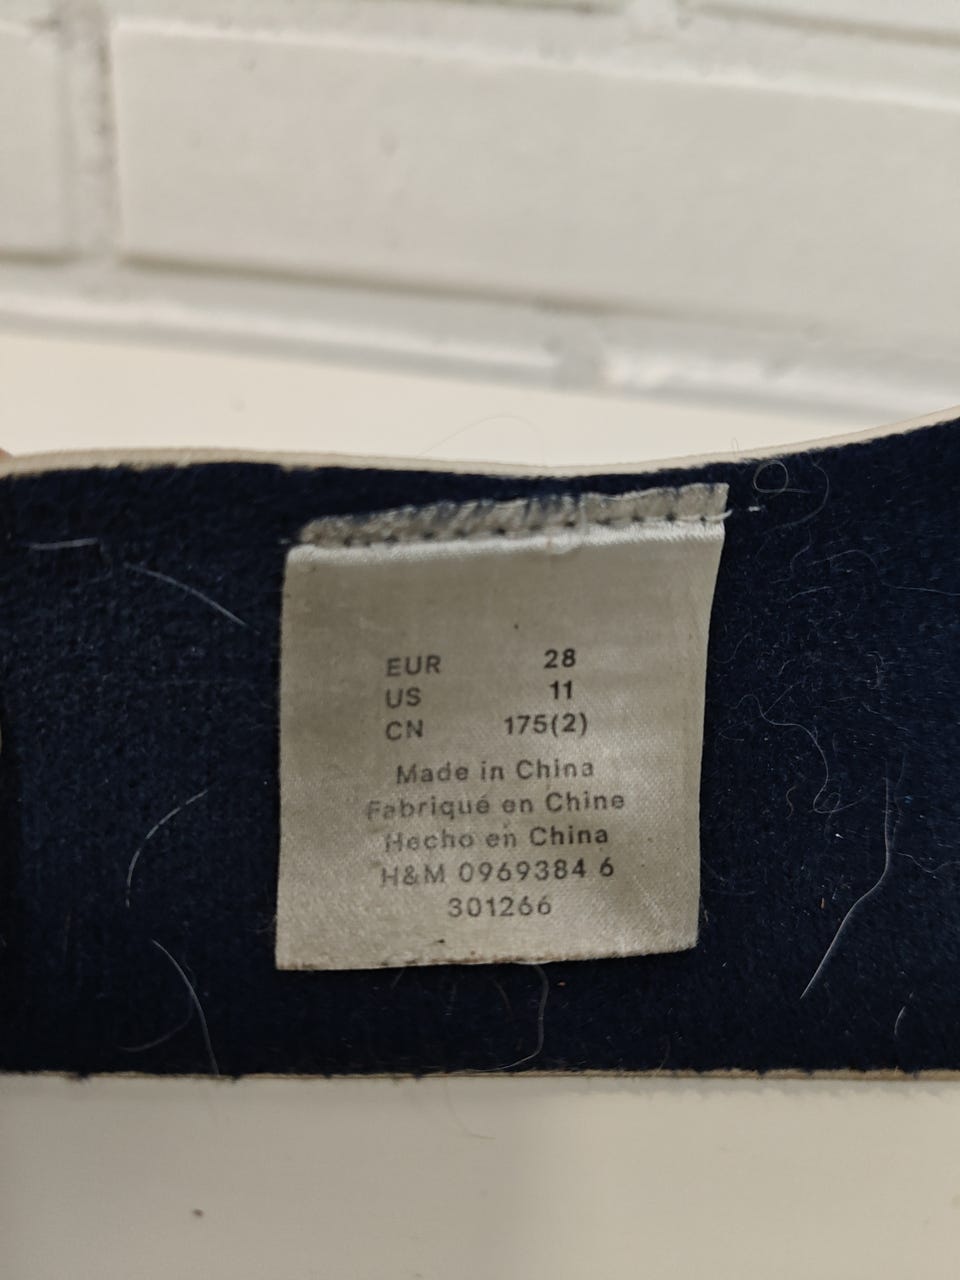 EUR 28
US 11
CN 175(2)
Made in China
Fabriqué en Chine
Hecho en China
H&M 0969384 6
301266